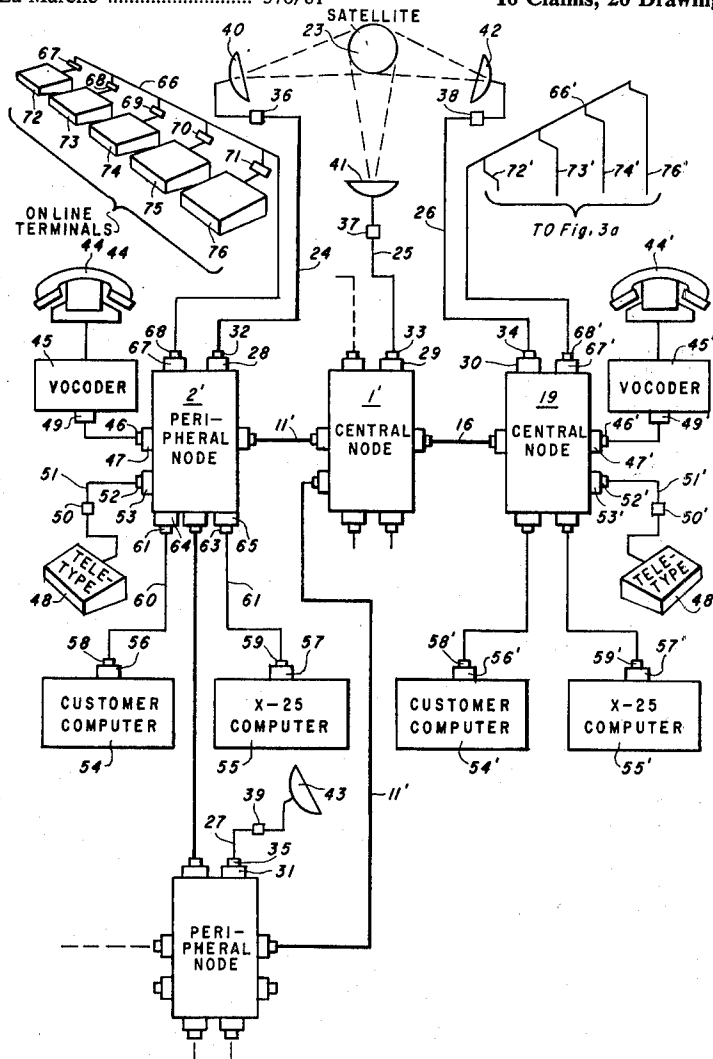 La Marche ........................... 370/61
16 Claims, 20 Drawing
SATELLITE
40
23
42
67
66
68
36
38
66'
72
69
73
70
74
71
41
72'
73'
74'
76"
75
37
26
TO Fig. 3a
ON LINE
TERMINALS
76
24
25
44 44
44'
68
32
33
34
68'
45
67
28
29
30
67'
45'
VOCODER
2'
1'
19
VOCODER
49
46
PERI-
PHERAL
NODE
11'
CENTRAL
NODE
16
CENTRAL
NODE
46'
49'
47
47'
51
51'
52
52'
50
53
53'
50'
61
64
63
65
TELE-
TYPE
TELE-
TYPE
48
60
61
48
58
56
59
57
58'
56'
59'
57"
CUSTOMER
COMPUTER
X-25
COMPUTER
CUSTOMER
COMPUTER
X-25
COMPUTER
54
55
54'
55'
39
43
11'
27
35
31
PERI-
PHERAL
NODE